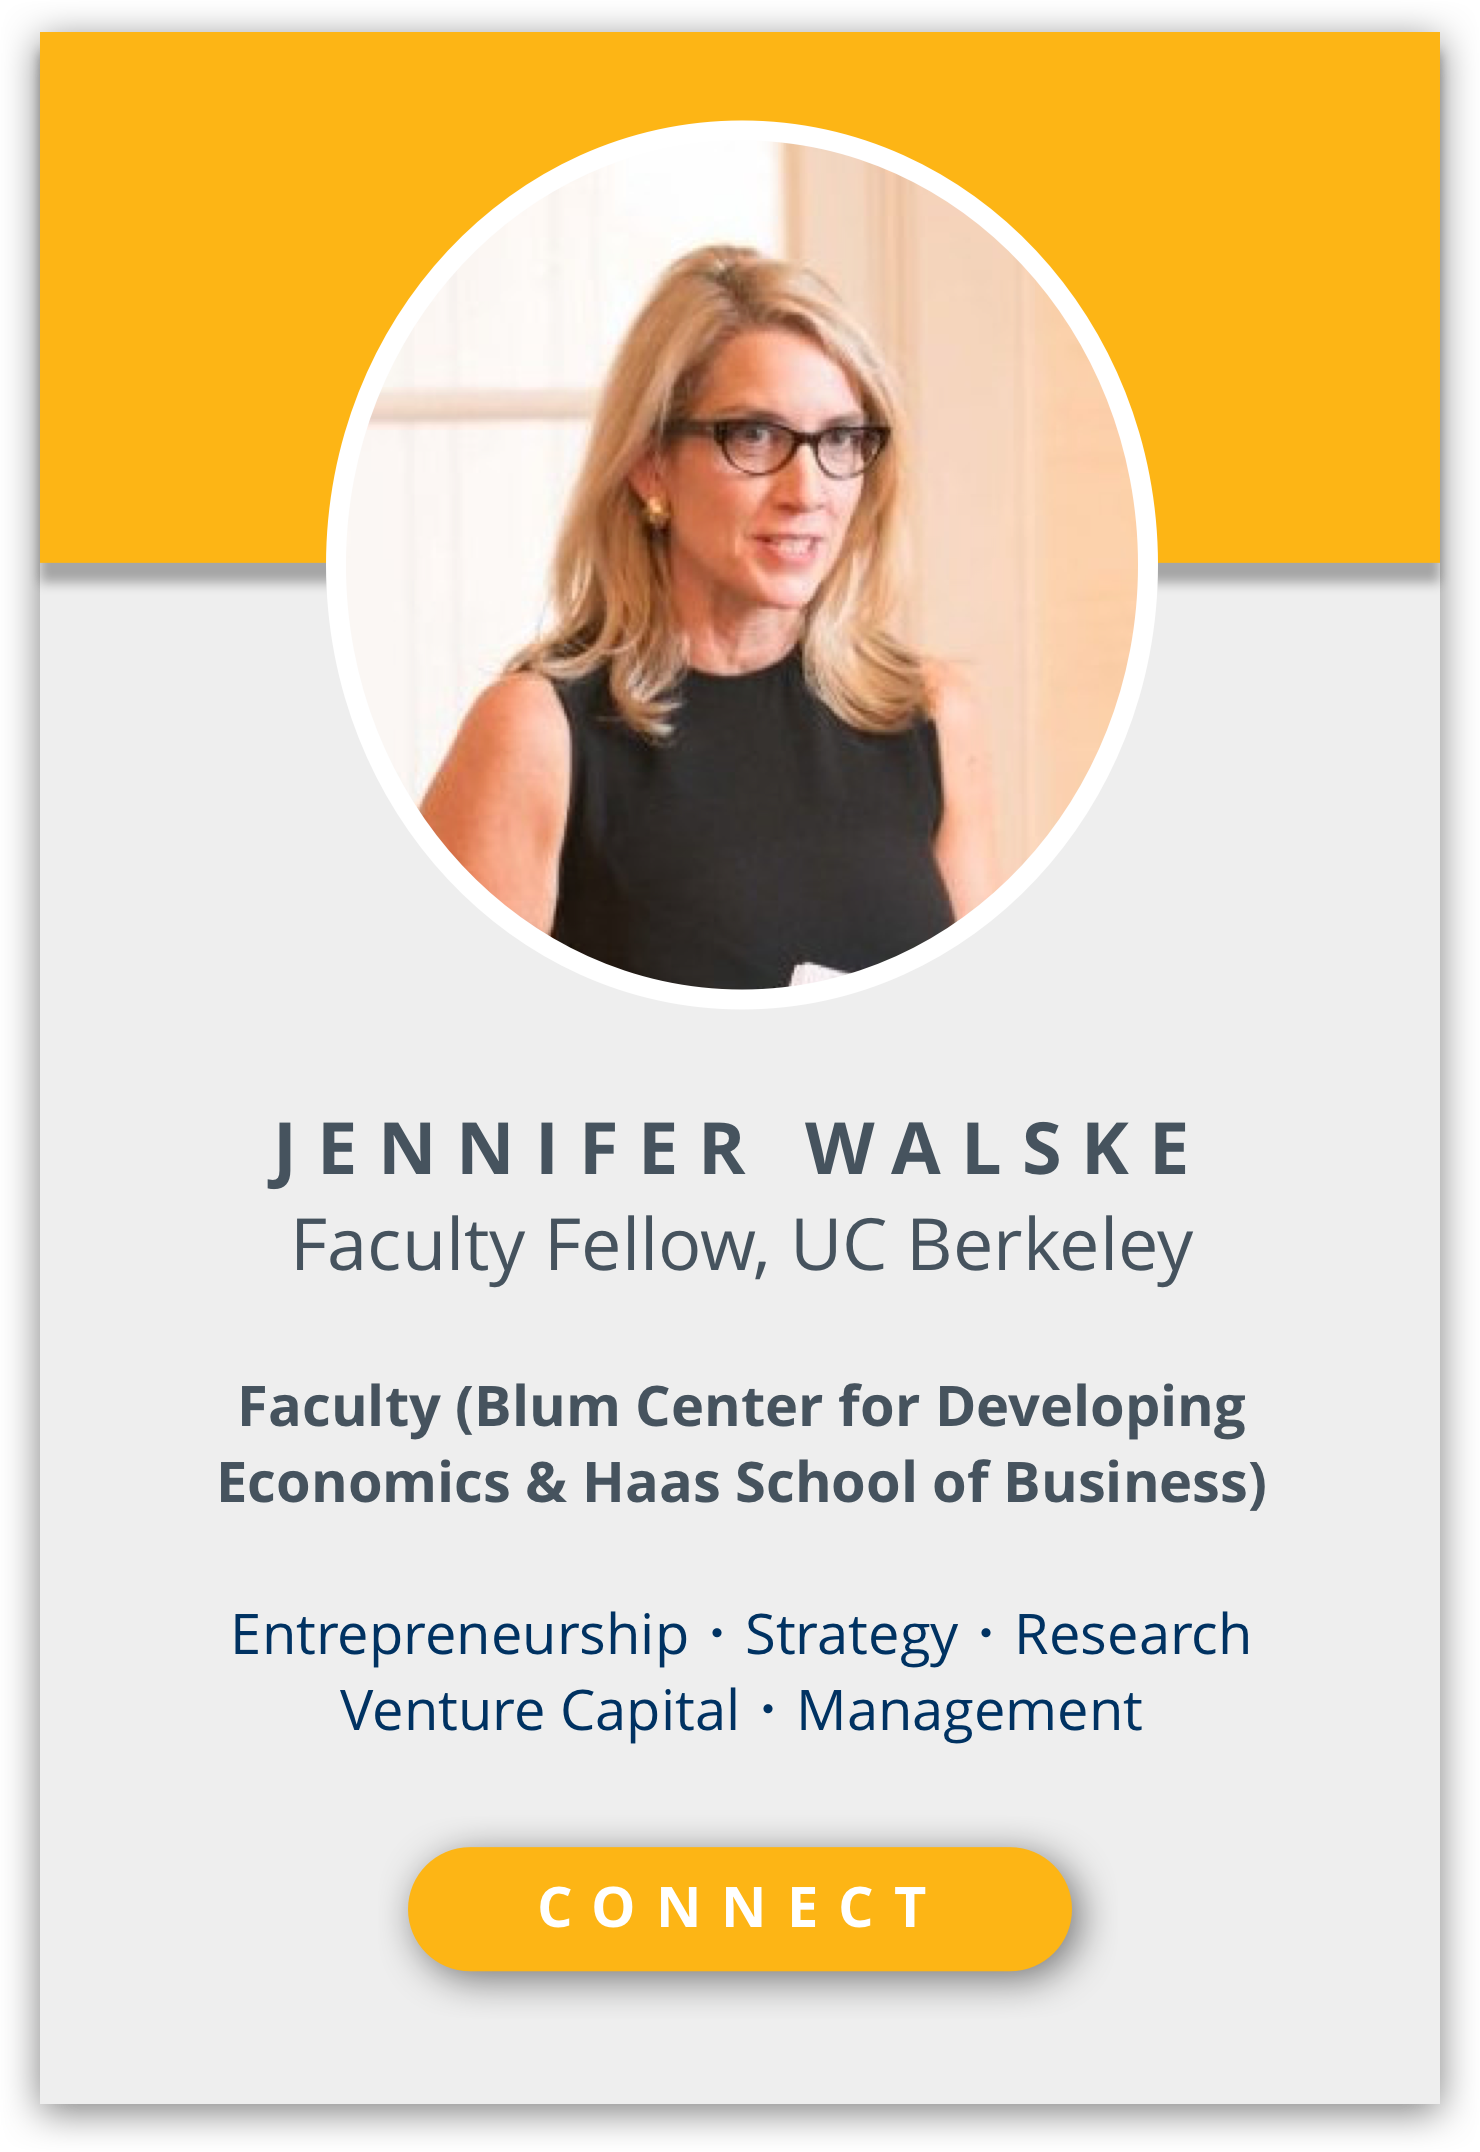 JENNIFER WALSKE
Faculty Fellow, UC Berkeley
Faculty (Blum Center for Developing
Economics & Haas School of Business)
Entrepreneurship · Strategy · Research
Venture Capital · Management
CONNECT